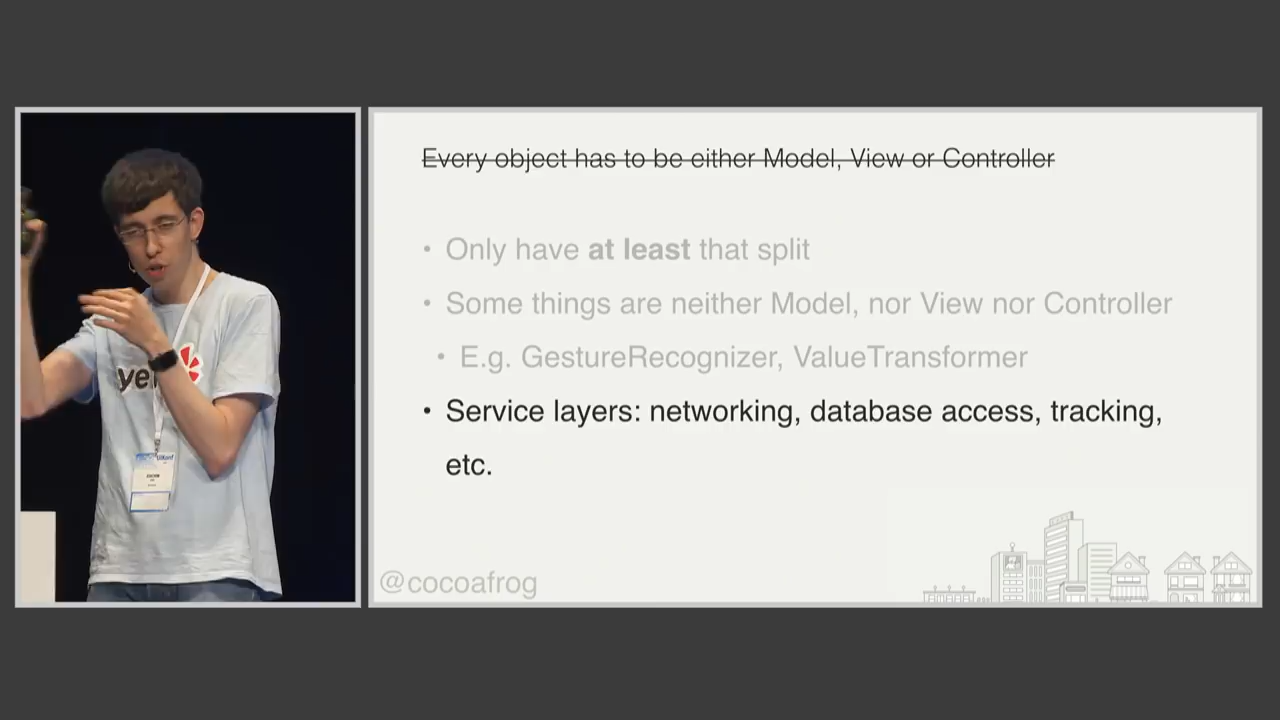 Every object has to be either Model, View or Controller
• Only have at least that split
• Some things are neither Model, nor View nor Controller
• E.g. GestureRecognizer, ValueTransformer
• Service layers: networking, database access, tracking,
etc.
@cocoafrog